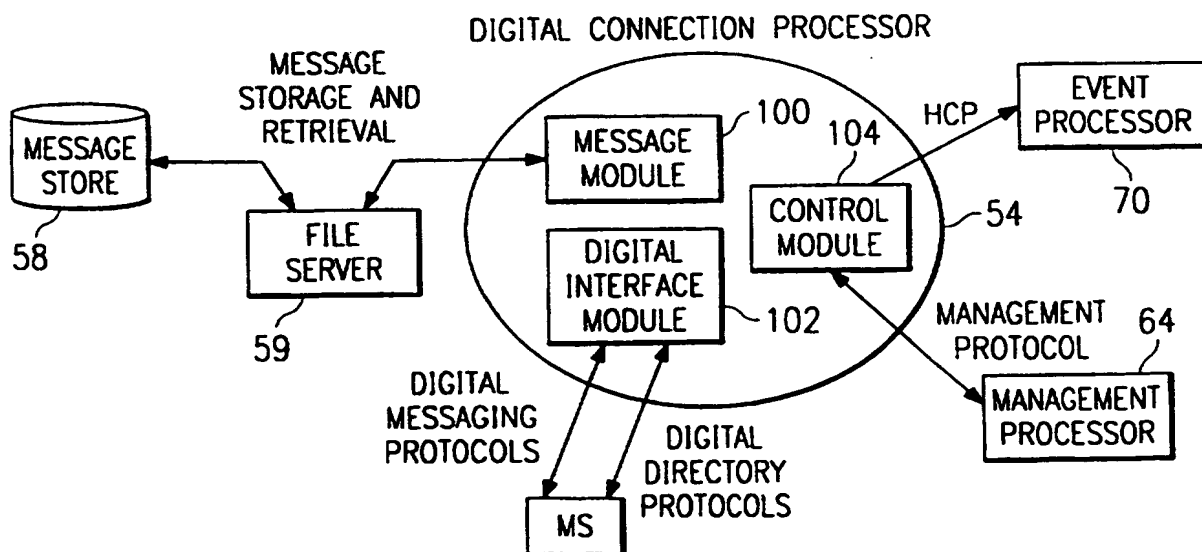 DIGITAL CONNECTION PROCESSOR
MESSAGE
STORAGE AND
RETRIEVAL
MESSAGE
STORE
58
FILE
SERVER
59
MESSAGE
MODULE
100
DIGITAL
INTERFACE
MODULE
102
104
CONTROL
MODULE
HCP
EVENT
PROCESSOR
70
54
MANAGEMENT
PROTOCOL
64
MANAGEMENT
PROCESSOR
DIGITAL
MESSAGING
PROTOCOLS
DIGITAL
DIRECTORY
PROTOCOLS
MS